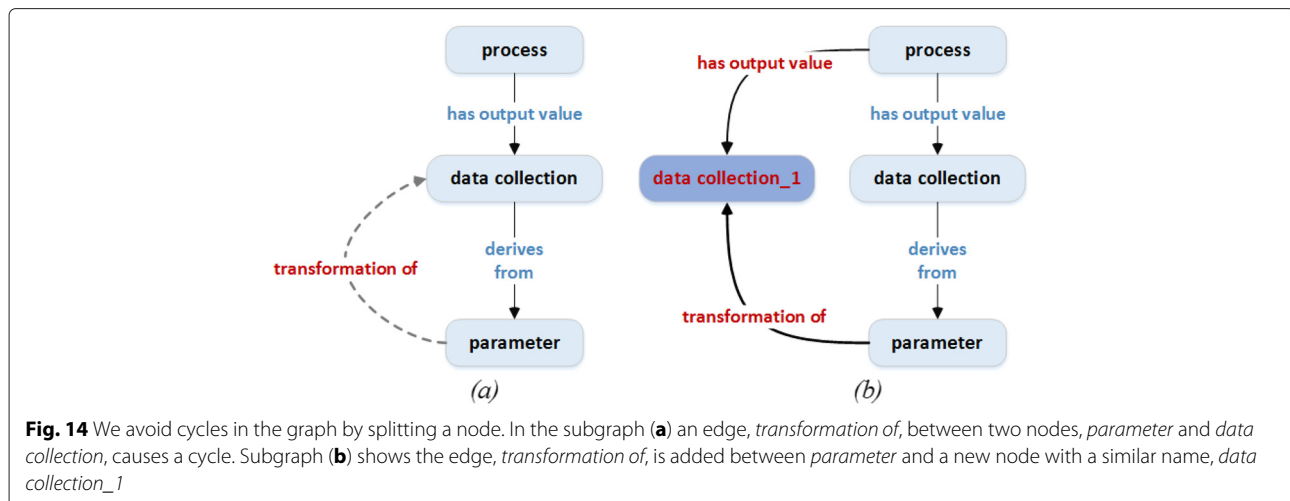 process
has output value
data collection
transformation of
derives
from
parameter
(a)
process
has output value
has output value
data collection_1
data collection
derives
from
transformation of
parameter
(b)
Fig. 14 We avoid cycles in the graph by splitting a node. In the subgraph (a) an edge, transformation of, between two nodes, parameter and data
collection, causes a cycle. Subgraph (b) shows the edge, transformation of, is added between parameter and a new node with a similar name, data
collection_1